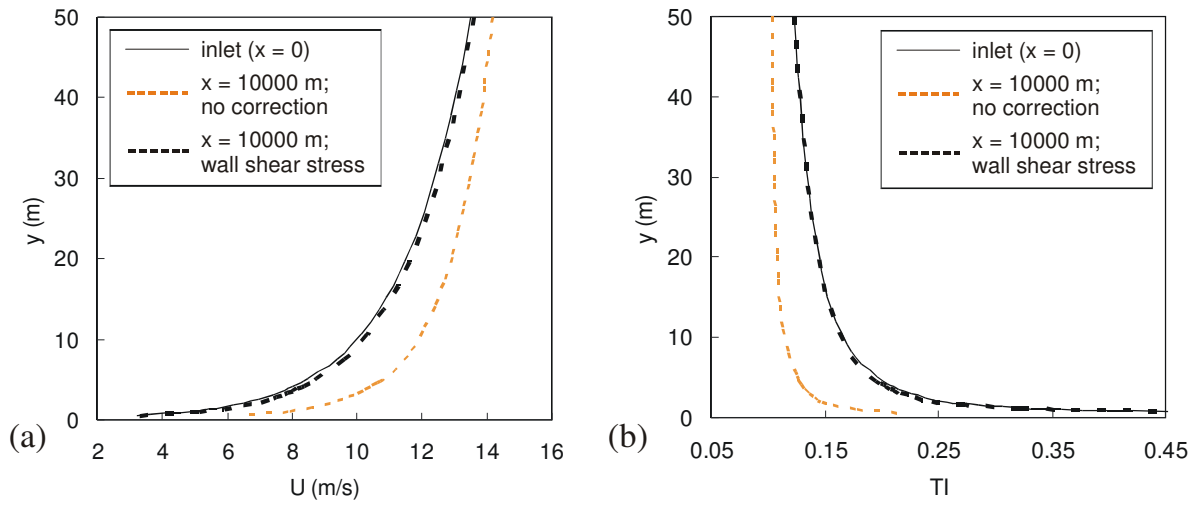 50
40
30
20
10
0
y (m)
inlet (x = 0)
x = 10000 m;
no correction
x = 10000 m;
wall shear stress
2 4 6 8 10 12 14 16
U (m/s)
(a)
50
40
30
20
10
0
y (m)
inlet (x = 0)
x = 10000 m;
no correction
x = 10000 m;
wall shear stress
0.05 0.15 0.25 0.35 0.45
TI
(b)